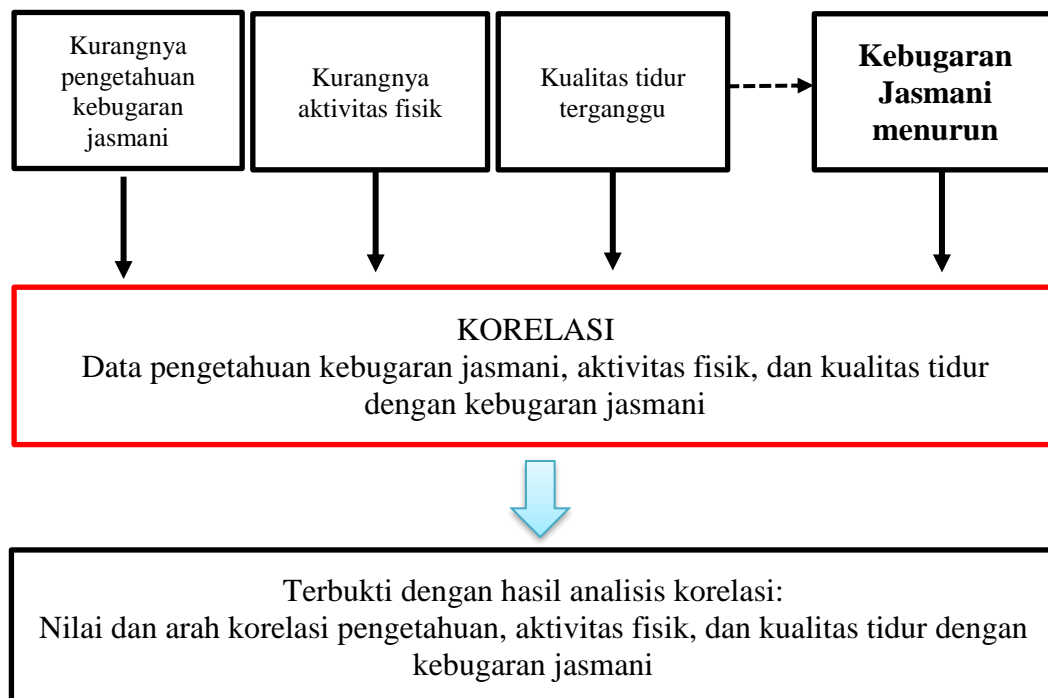 Kurangnya
pengetahuan
kebugaran
jasmani
Kurangnya
aktivitas fisik
Kualitas tidur
terganggu
Kebugaran
Jasmani
menurun
KORELASI
Data pengetahuan kebugaran jasmani, aktivitas fisik, dan kualitas tidur
dengan kebugaran jasmani
Terbukti dengan hasil analisis korelasi:
Nilai dan arah korelasi pengetahuan, aktivitas fisik, dan kualitas tidur dengan
kebugaran jasmani